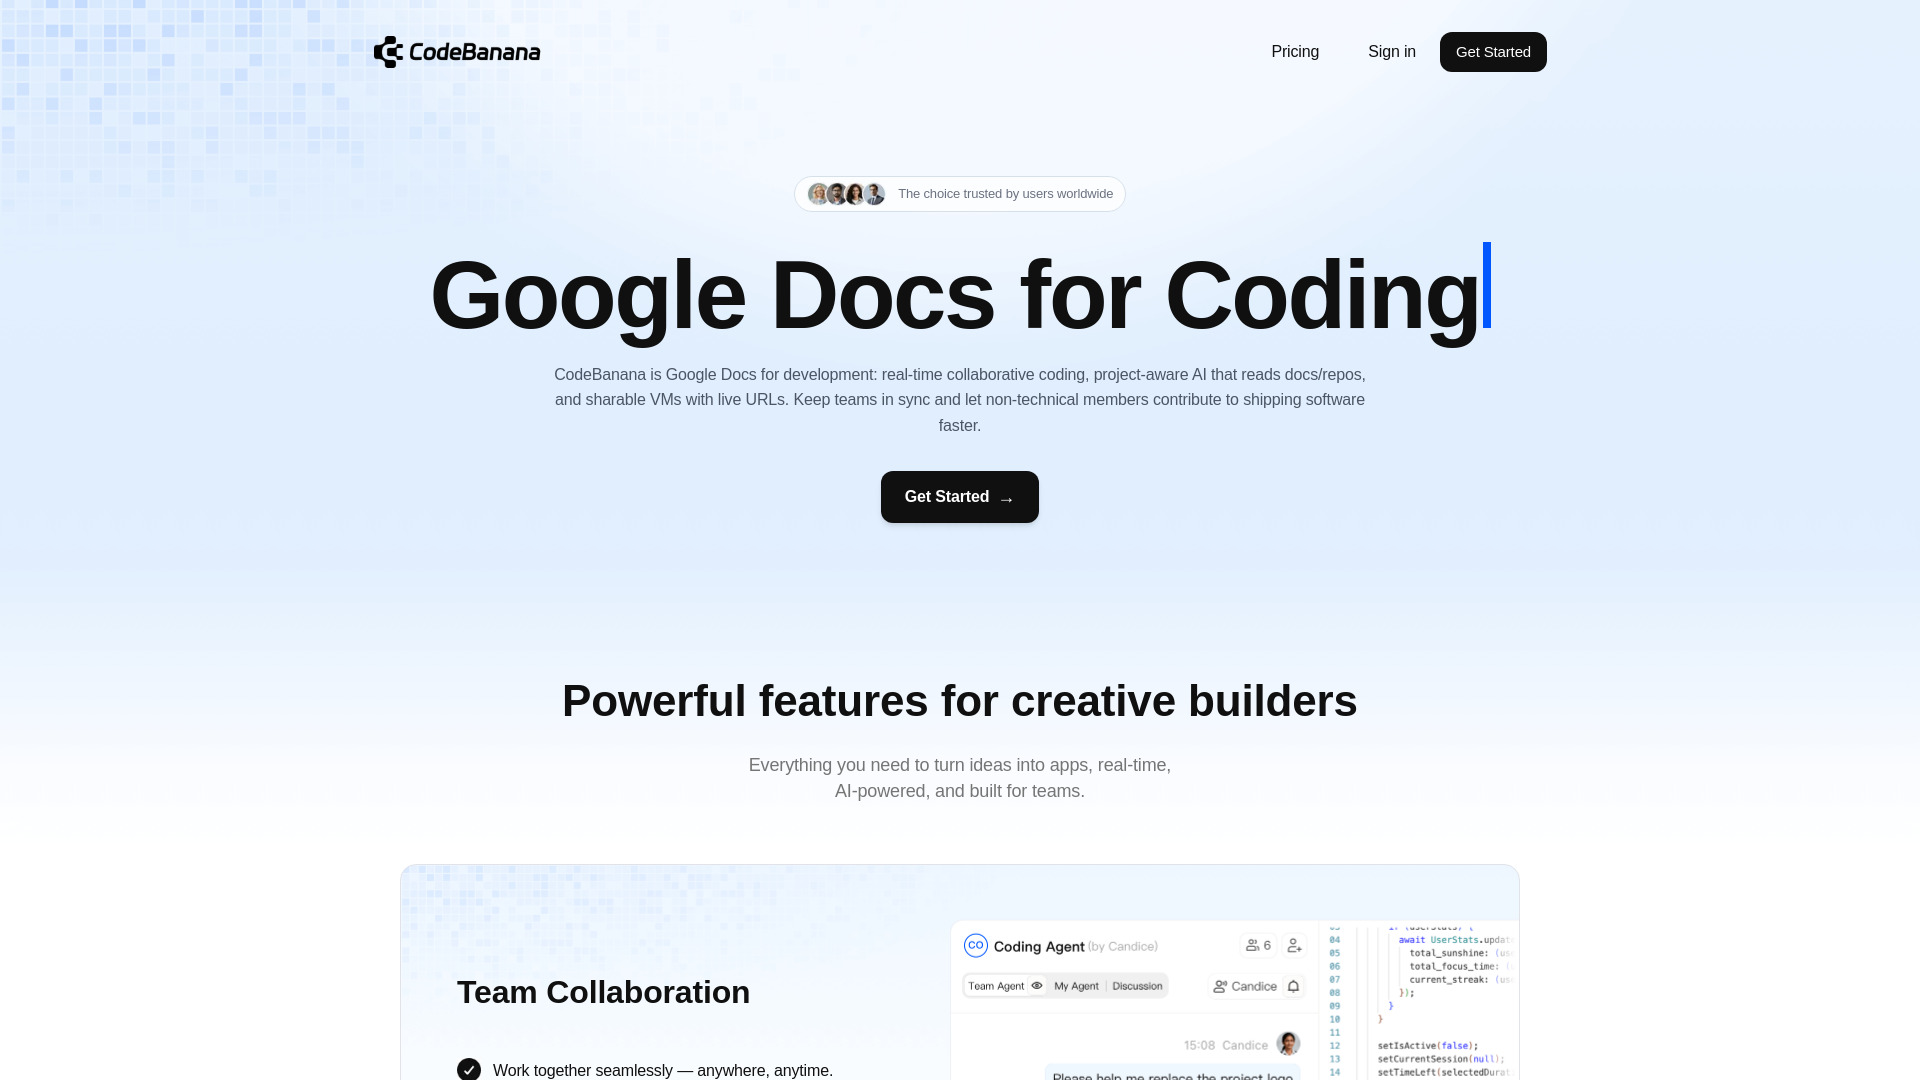 CodeBanana
Pricing
Sign in
Get Started
The choice trusted by users worldwide
Google Docs for Coding
CodeBanana is Google Docs for development: real-time collaborative coding, project-aware AI that reads docs/repos,
and sharable VMs with live URLs. Keep teams in sync and let non-technical members contribute to shipping software
faster.
Get Started →
Powerful features for creative builders
Everything you need to turn ideas into apps, real-time,
AI-powered, and built for teams.
Team Collaboration
Work together seamlessly — anywhere, anytime.
CO Coding Agent (by Candice)
6
Team Agent
My Agent
Discussion
Candice
15:08 Candice
Please help me replace the project logo
04 await UserStats.updat
05 total_sunshine: (us
06 total_focus_time: (
07 current_streak: (us
08 });
09 }
10 }
11
12 setIsActive(false);
13 setCurrentSession(null);
14 setTimeLeft(selectedDurat